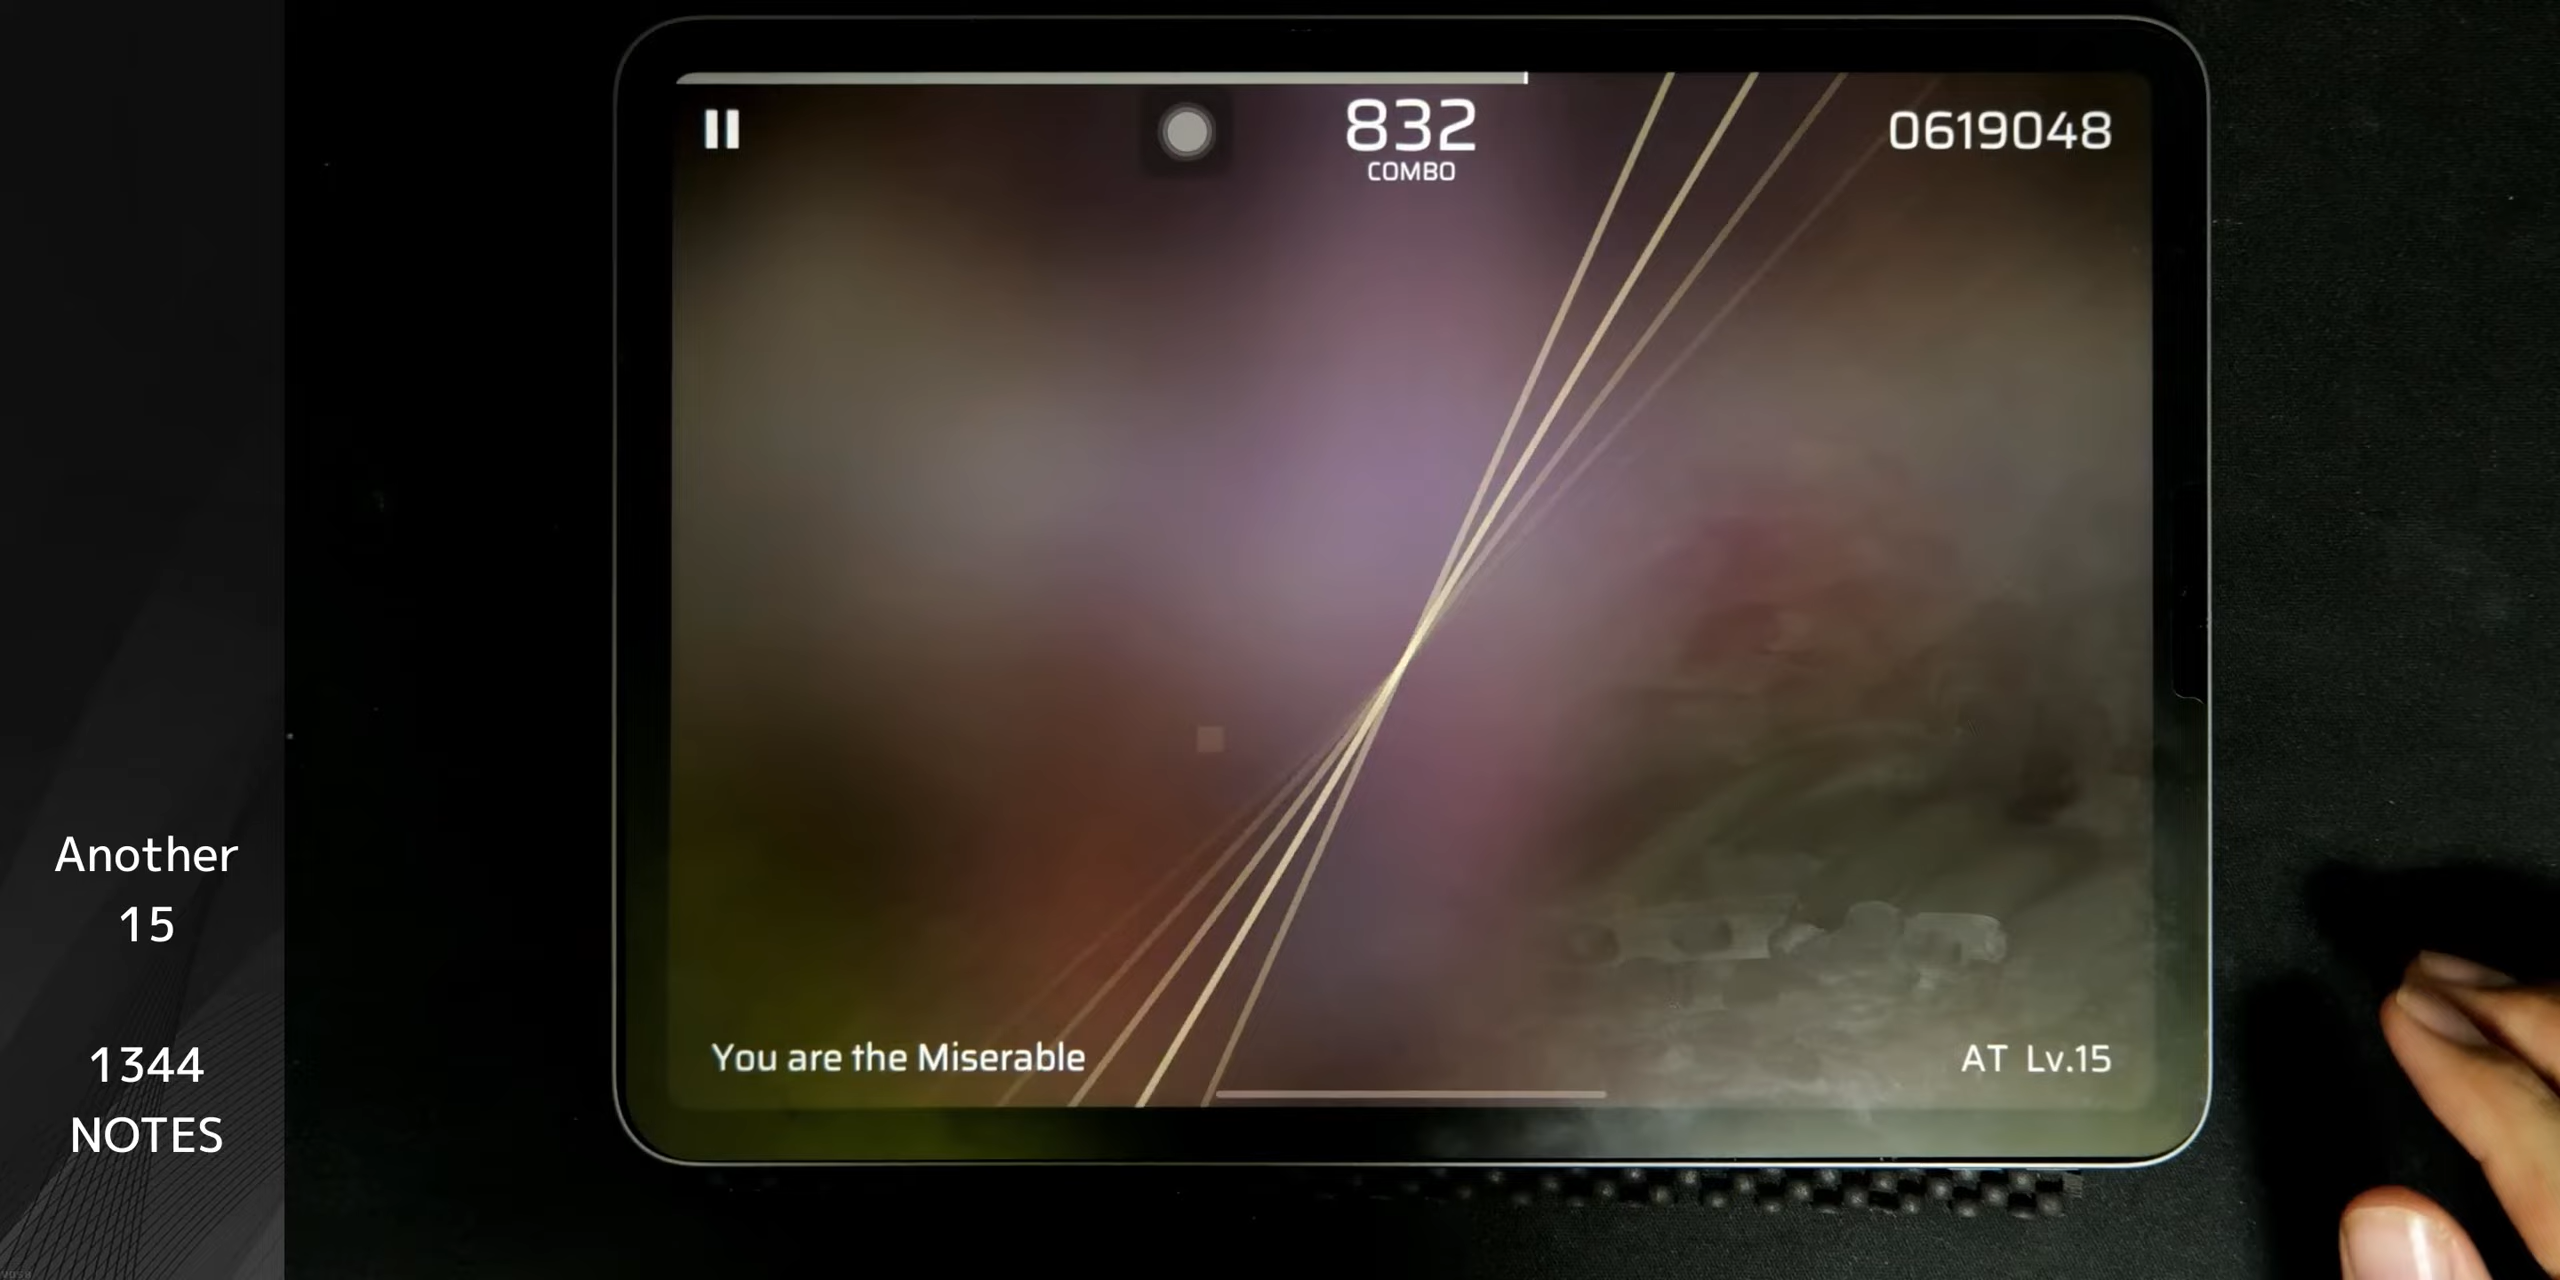 832
COMBO
0619048
Another
15
1344
NOTES
You are the Miserable
AT Lv.15